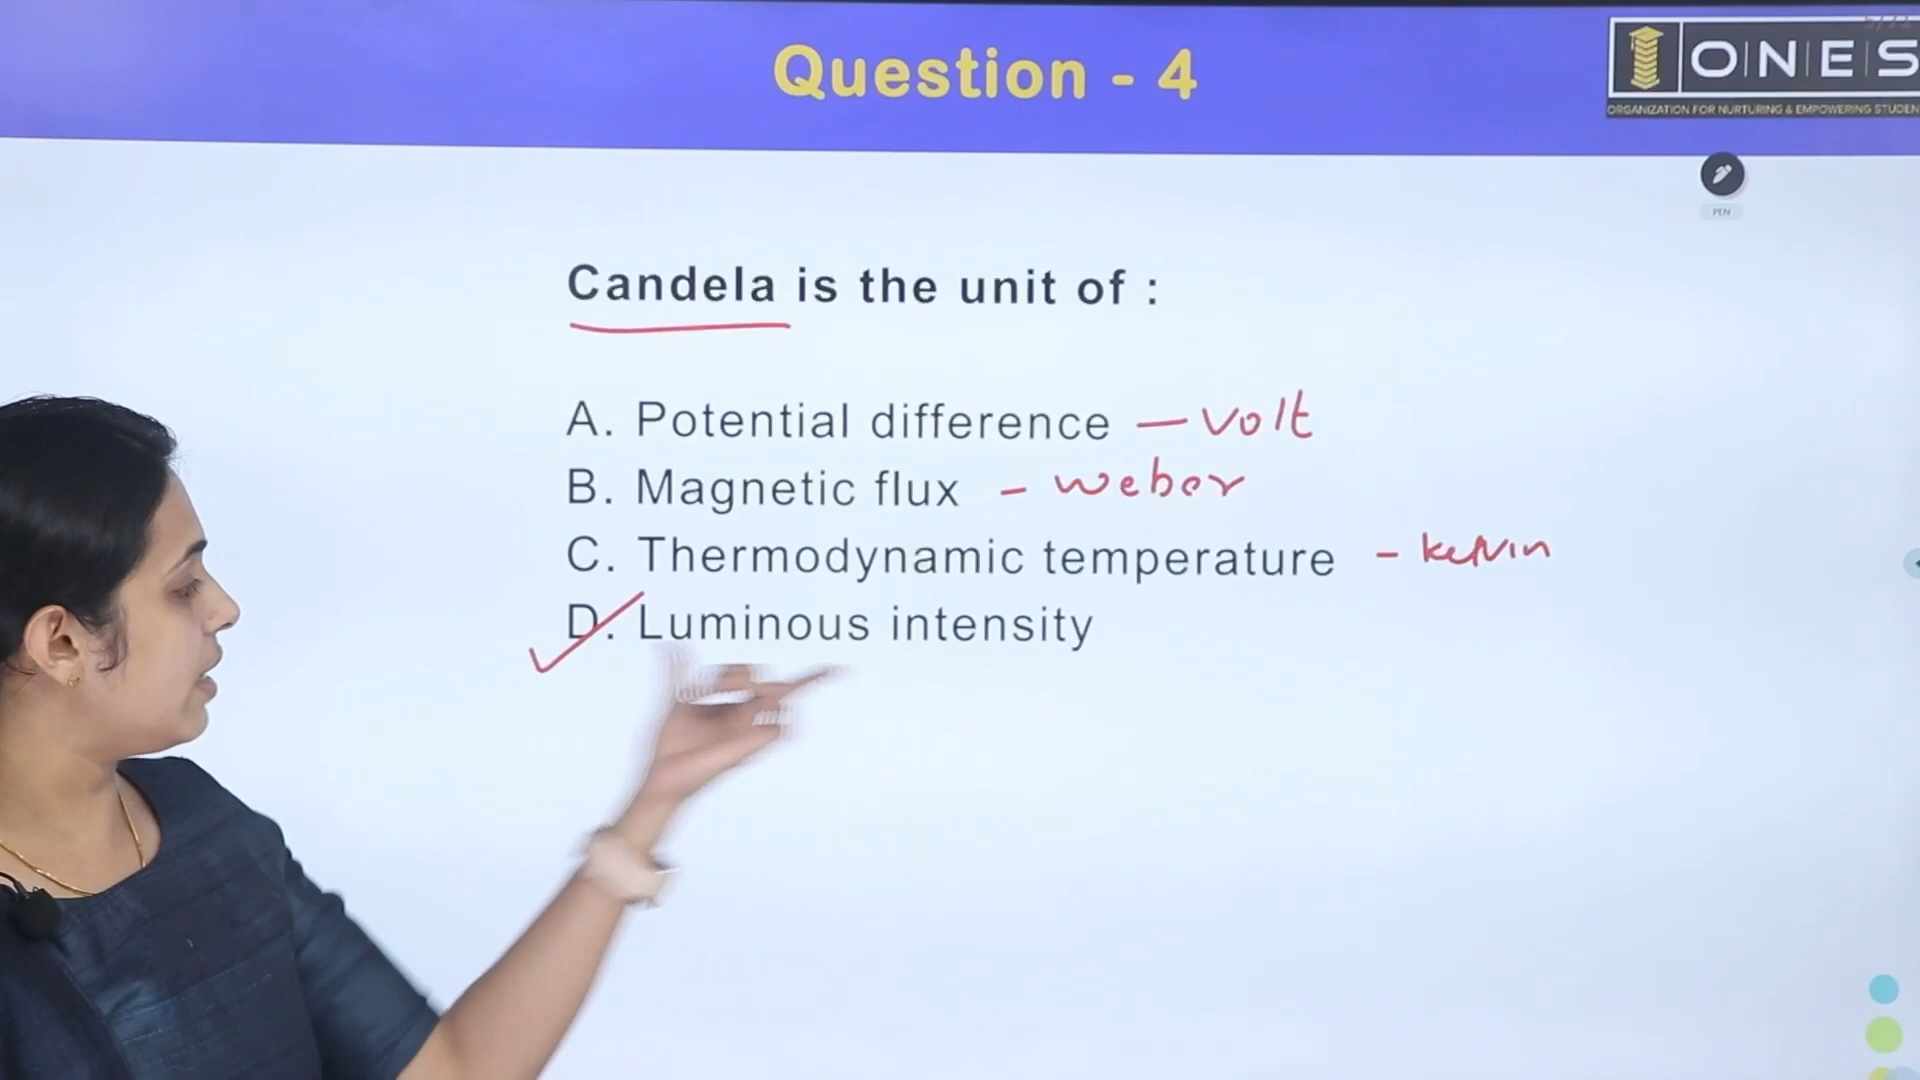 Question - 4
ONES
ORGANIZATION FOR NURTURING & EMPOWERING STUDEN
PEN
Candela is the unit of :
A. Potential difference — volt
B. Magnetic flux - weber
C. Thermodynamic temperature - kelvin
D. Luminous intensity